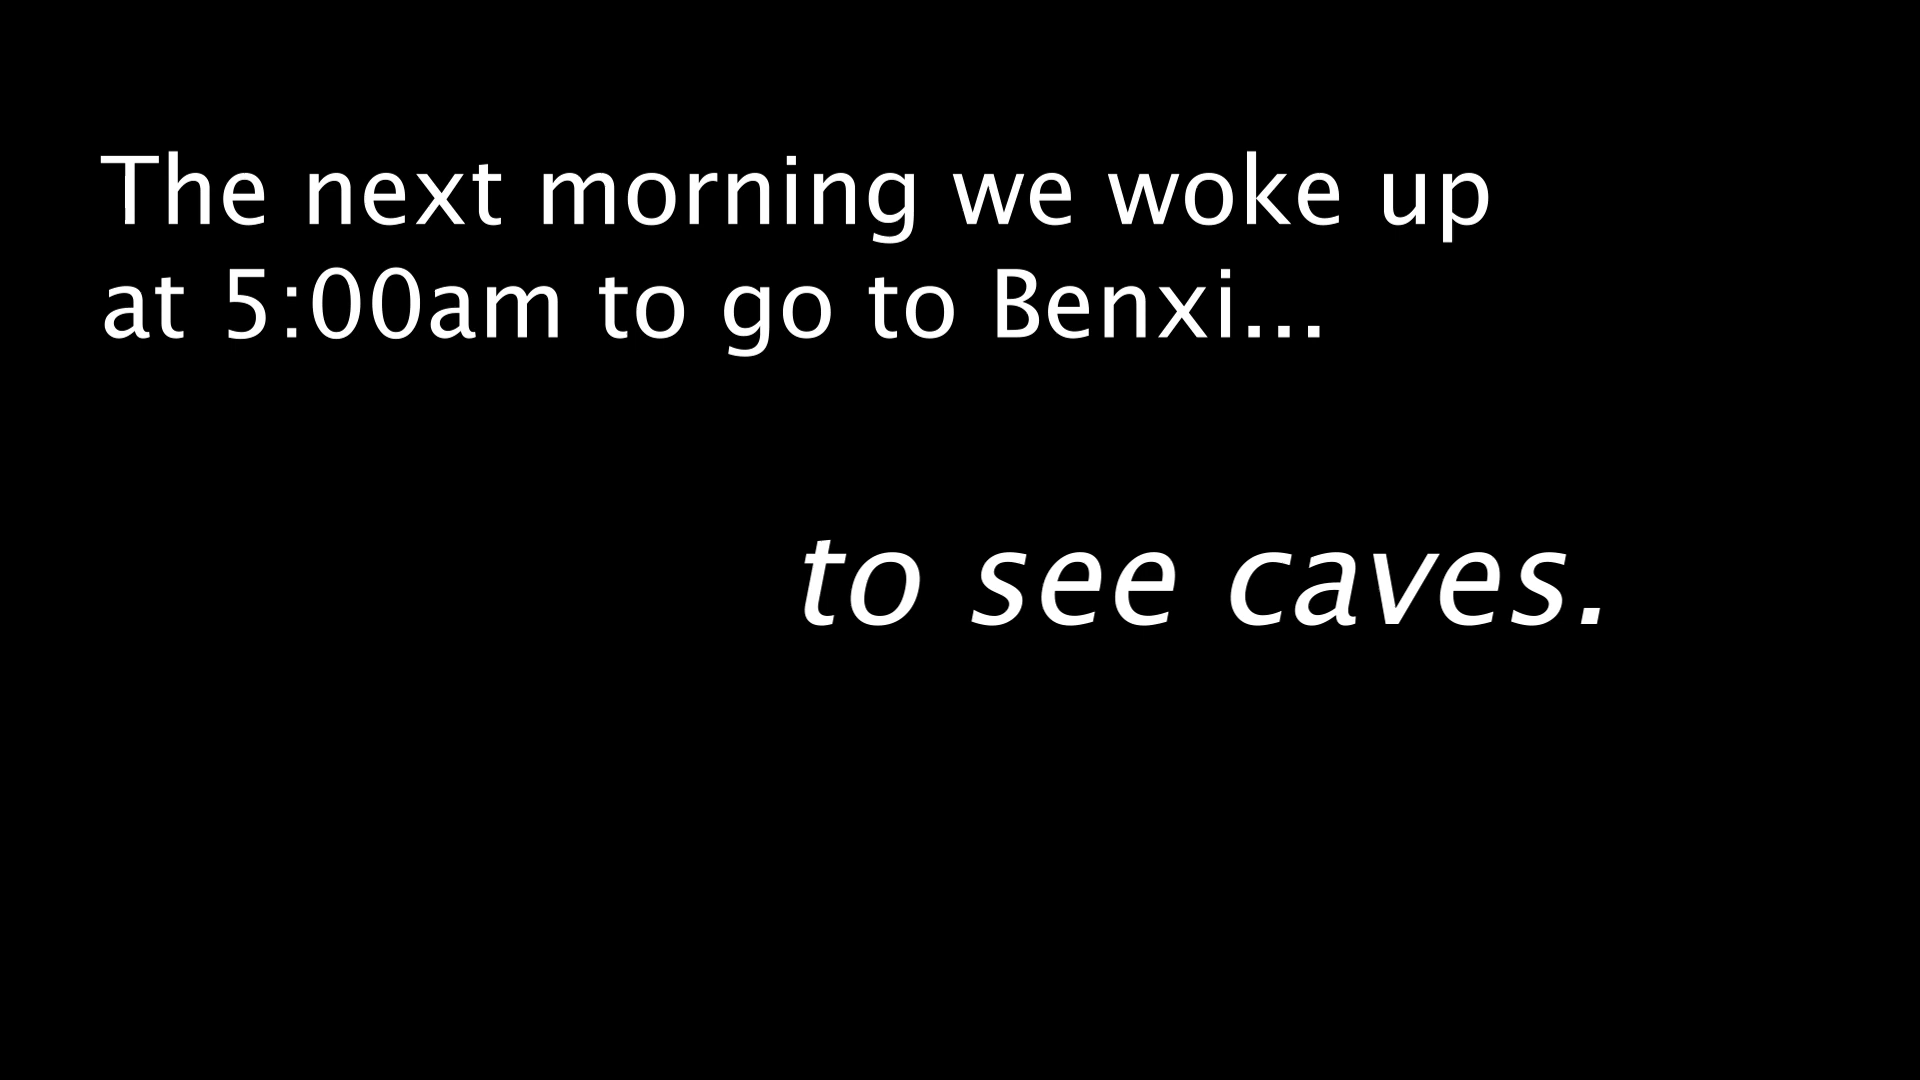 The next morning we woke up
at 5:00am to go to Benxi...
to see caves.